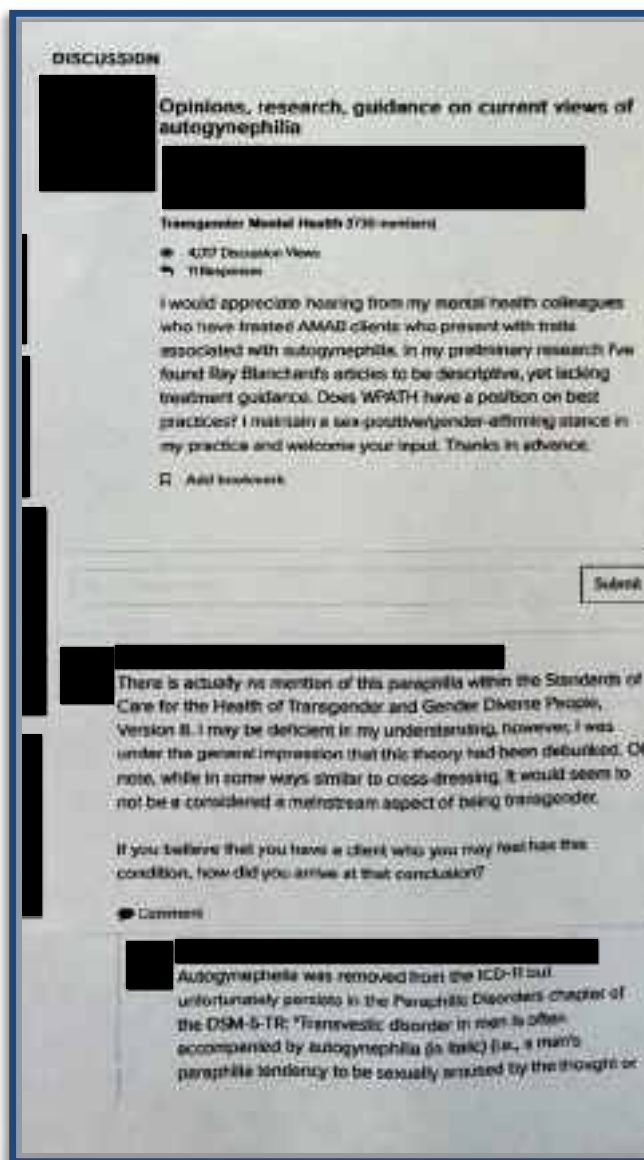 DISCUSSION
Opinions, research, guidance on current views of
autogynephilia
Transgender Mental Health 3730 members)
4,017 Discussion Views
11 Responses
I would appreciate hearing from my mental health colleagues
who have treated AMAB clients who present with traits
associated with autogynephilia. In my preliminary research I've
found Ray Blanchard's articles to be descriptive, yet lacking
treatment guidance. Does WPATH have a position on best
practices? I maintain a sex-positive/gender-affirming stance in
my practice and welcome your input. Thanks in advance.
Add bookmark
Submit
There is actually no mention of this paraphilia within the Standards of
Care for the Health of Transgender and Gender Diverse People,
Version 8. I may be deficient in my understanding, however, I was
under the general impression that this theory had been debunked. Of
note, while in some ways similar to cross-dressing, it would seem to
not be a considered a mainstream aspect of being transgender.
If you believe that you have a client who you may feel has this
condition, how did you arrive at that conclusion?
Comment
Autogynephelia was removed from the ICD-11 but
unfortunately persists in the Paraphilic Disorders chapter of
the DSM-5-TR: "Transvestic disorder in men is often
accompanied by autogynephilia (in italic) (i.e., a man's
paraphilic tendency to be sexually aroused by the thought or